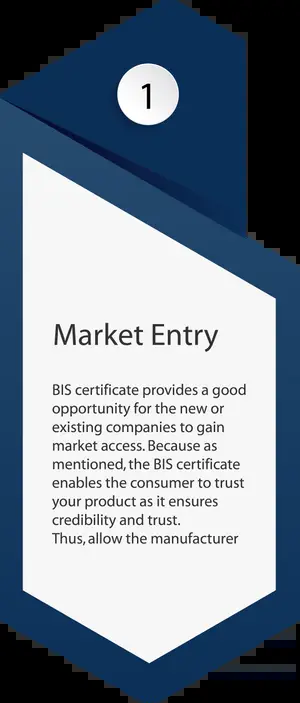 1
Market Entry
BIS certificate provides a good
opportunity for the new or
existing companies to gain
market access. Because as
mentioned, the BIS certificate
enables the consumer to trust
your product as it ensures
credibility and trust.
Thus, allow the manufacturer